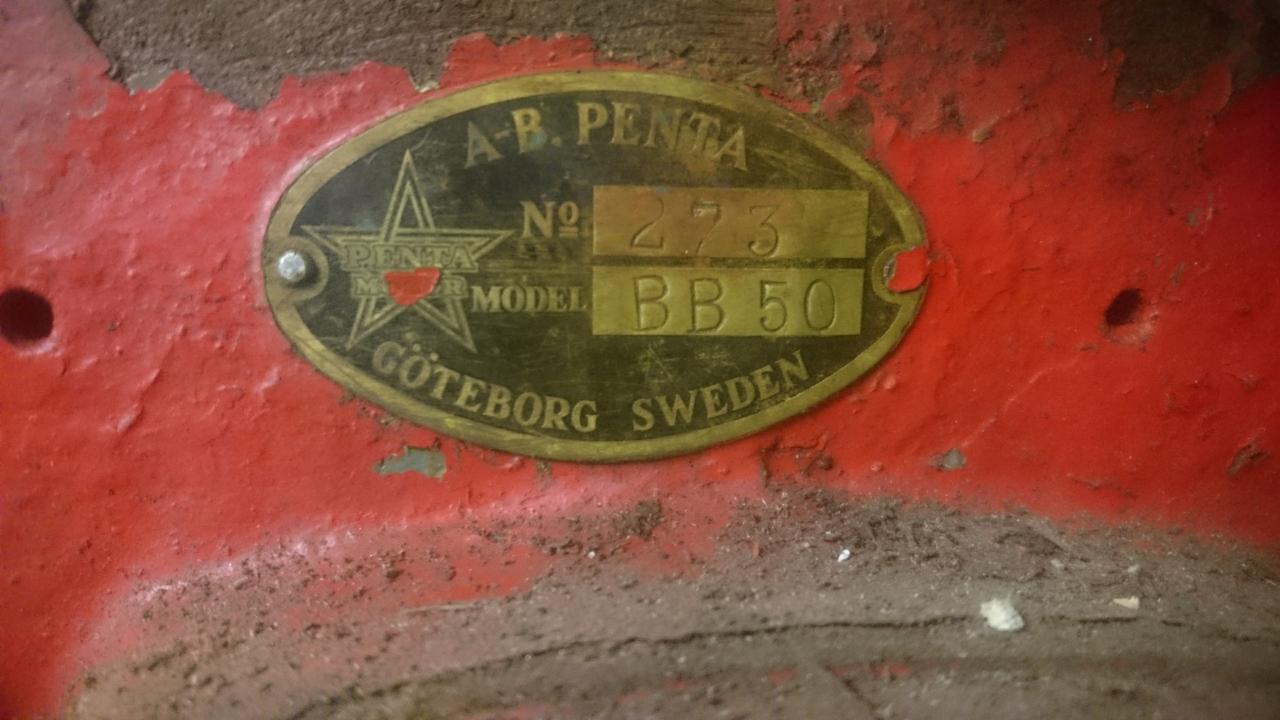 A-B. PENTA
PENTA
Nº 273
MODEL BB 50
GÖTEBORG SWEDEN